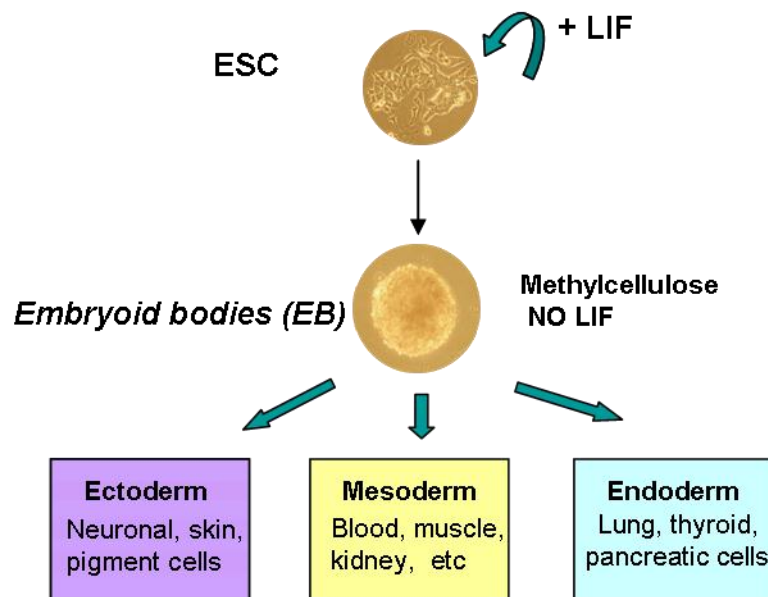 + LIF
ESC
Methylcellulose
NO LIF
Embryoid bodies (EB)
Ectoderm
Neuronal, skin,
pigment cells
Mesoderm
Blood, muscle,
kidney, etc
Endoderm
Lung, thyroid,
pancreatic cells